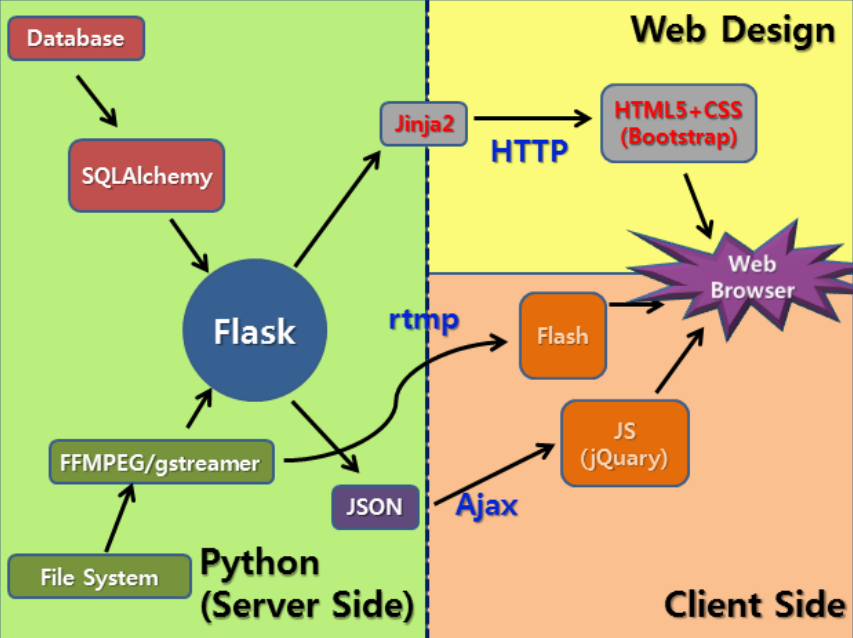 Database
Web Design
SQLAlchemy
Jinja2
HTTP
HTML5+CSS
(Bootstrap)
Web
Browser
Flask
rtmp
Flash
FFMPEG/gstreamer
JS
(jQuary)
JSON
Ajax
File System
Python
(Server Side)
Client Side